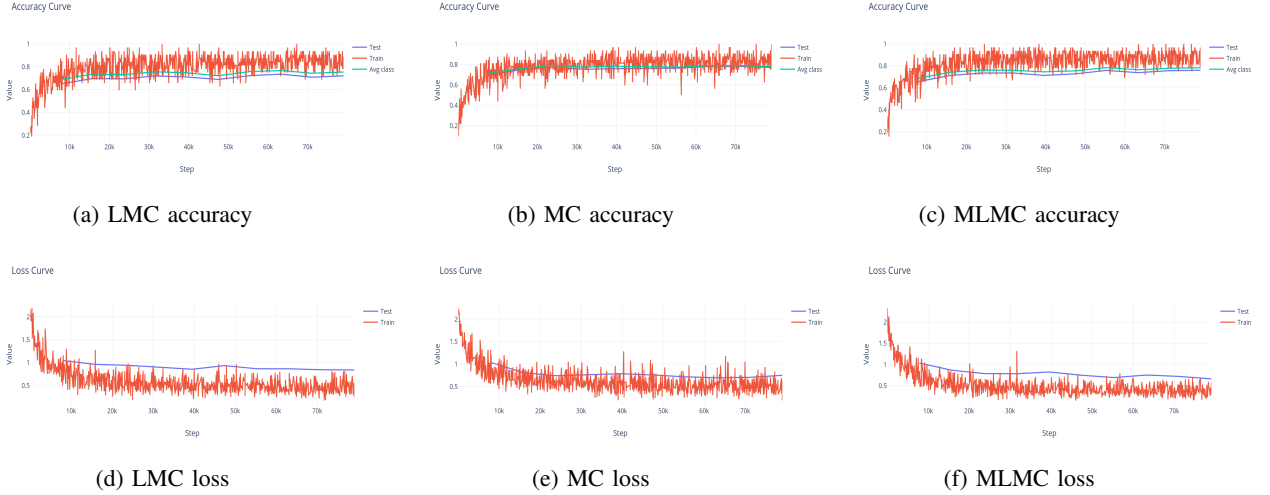 Accuracy Curve
1
0.8
0.6
0.4
0.2
Value
10k 20k 30k 40k 50k 60k 70k
Step
Test
Train
Avg class
(a) LMC accuracy
Accuracy Curve
1
0.8
0.6
0.4
0.2
Value
10k 20k 30k 40k 50k 60k 70k
Step
Test
Train
Avg class
(b) MC accuracy
Accuracy Curve
1
0.8
0.6
0.4
0.2
Value
10k 20k 30k 40k 50k 60k 70k
Step
Test
Train
Avg class
(c) MLMC accuracy
Loss Curve
2
1.5
1
0.5
Value
10k 20k 30k 40k 50k 60k 70k
Step
Test
Train
(d) LMC loss
Loss Curve
2
1.5
1
0.5
Value
10k 20k 30k 40k 50k 60k 70k
Step
Test
Train
(e) MC loss
Loss Curve
2
1.5
1
0.5
Value
10k 20k 30k 40k 50k 60k 70k
Step
Test
Train
(f) MLMC loss